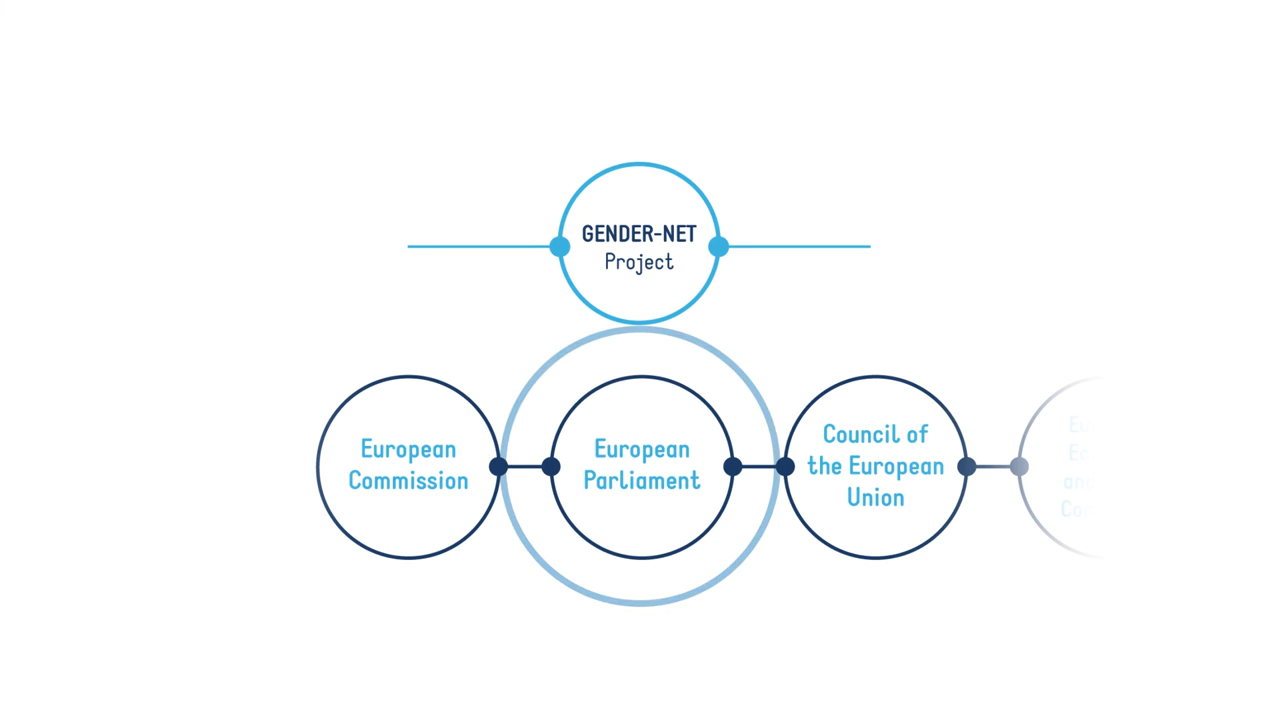 GENDER-NET
Project
European
Commission
European
Parliament
Council of
the European
Union